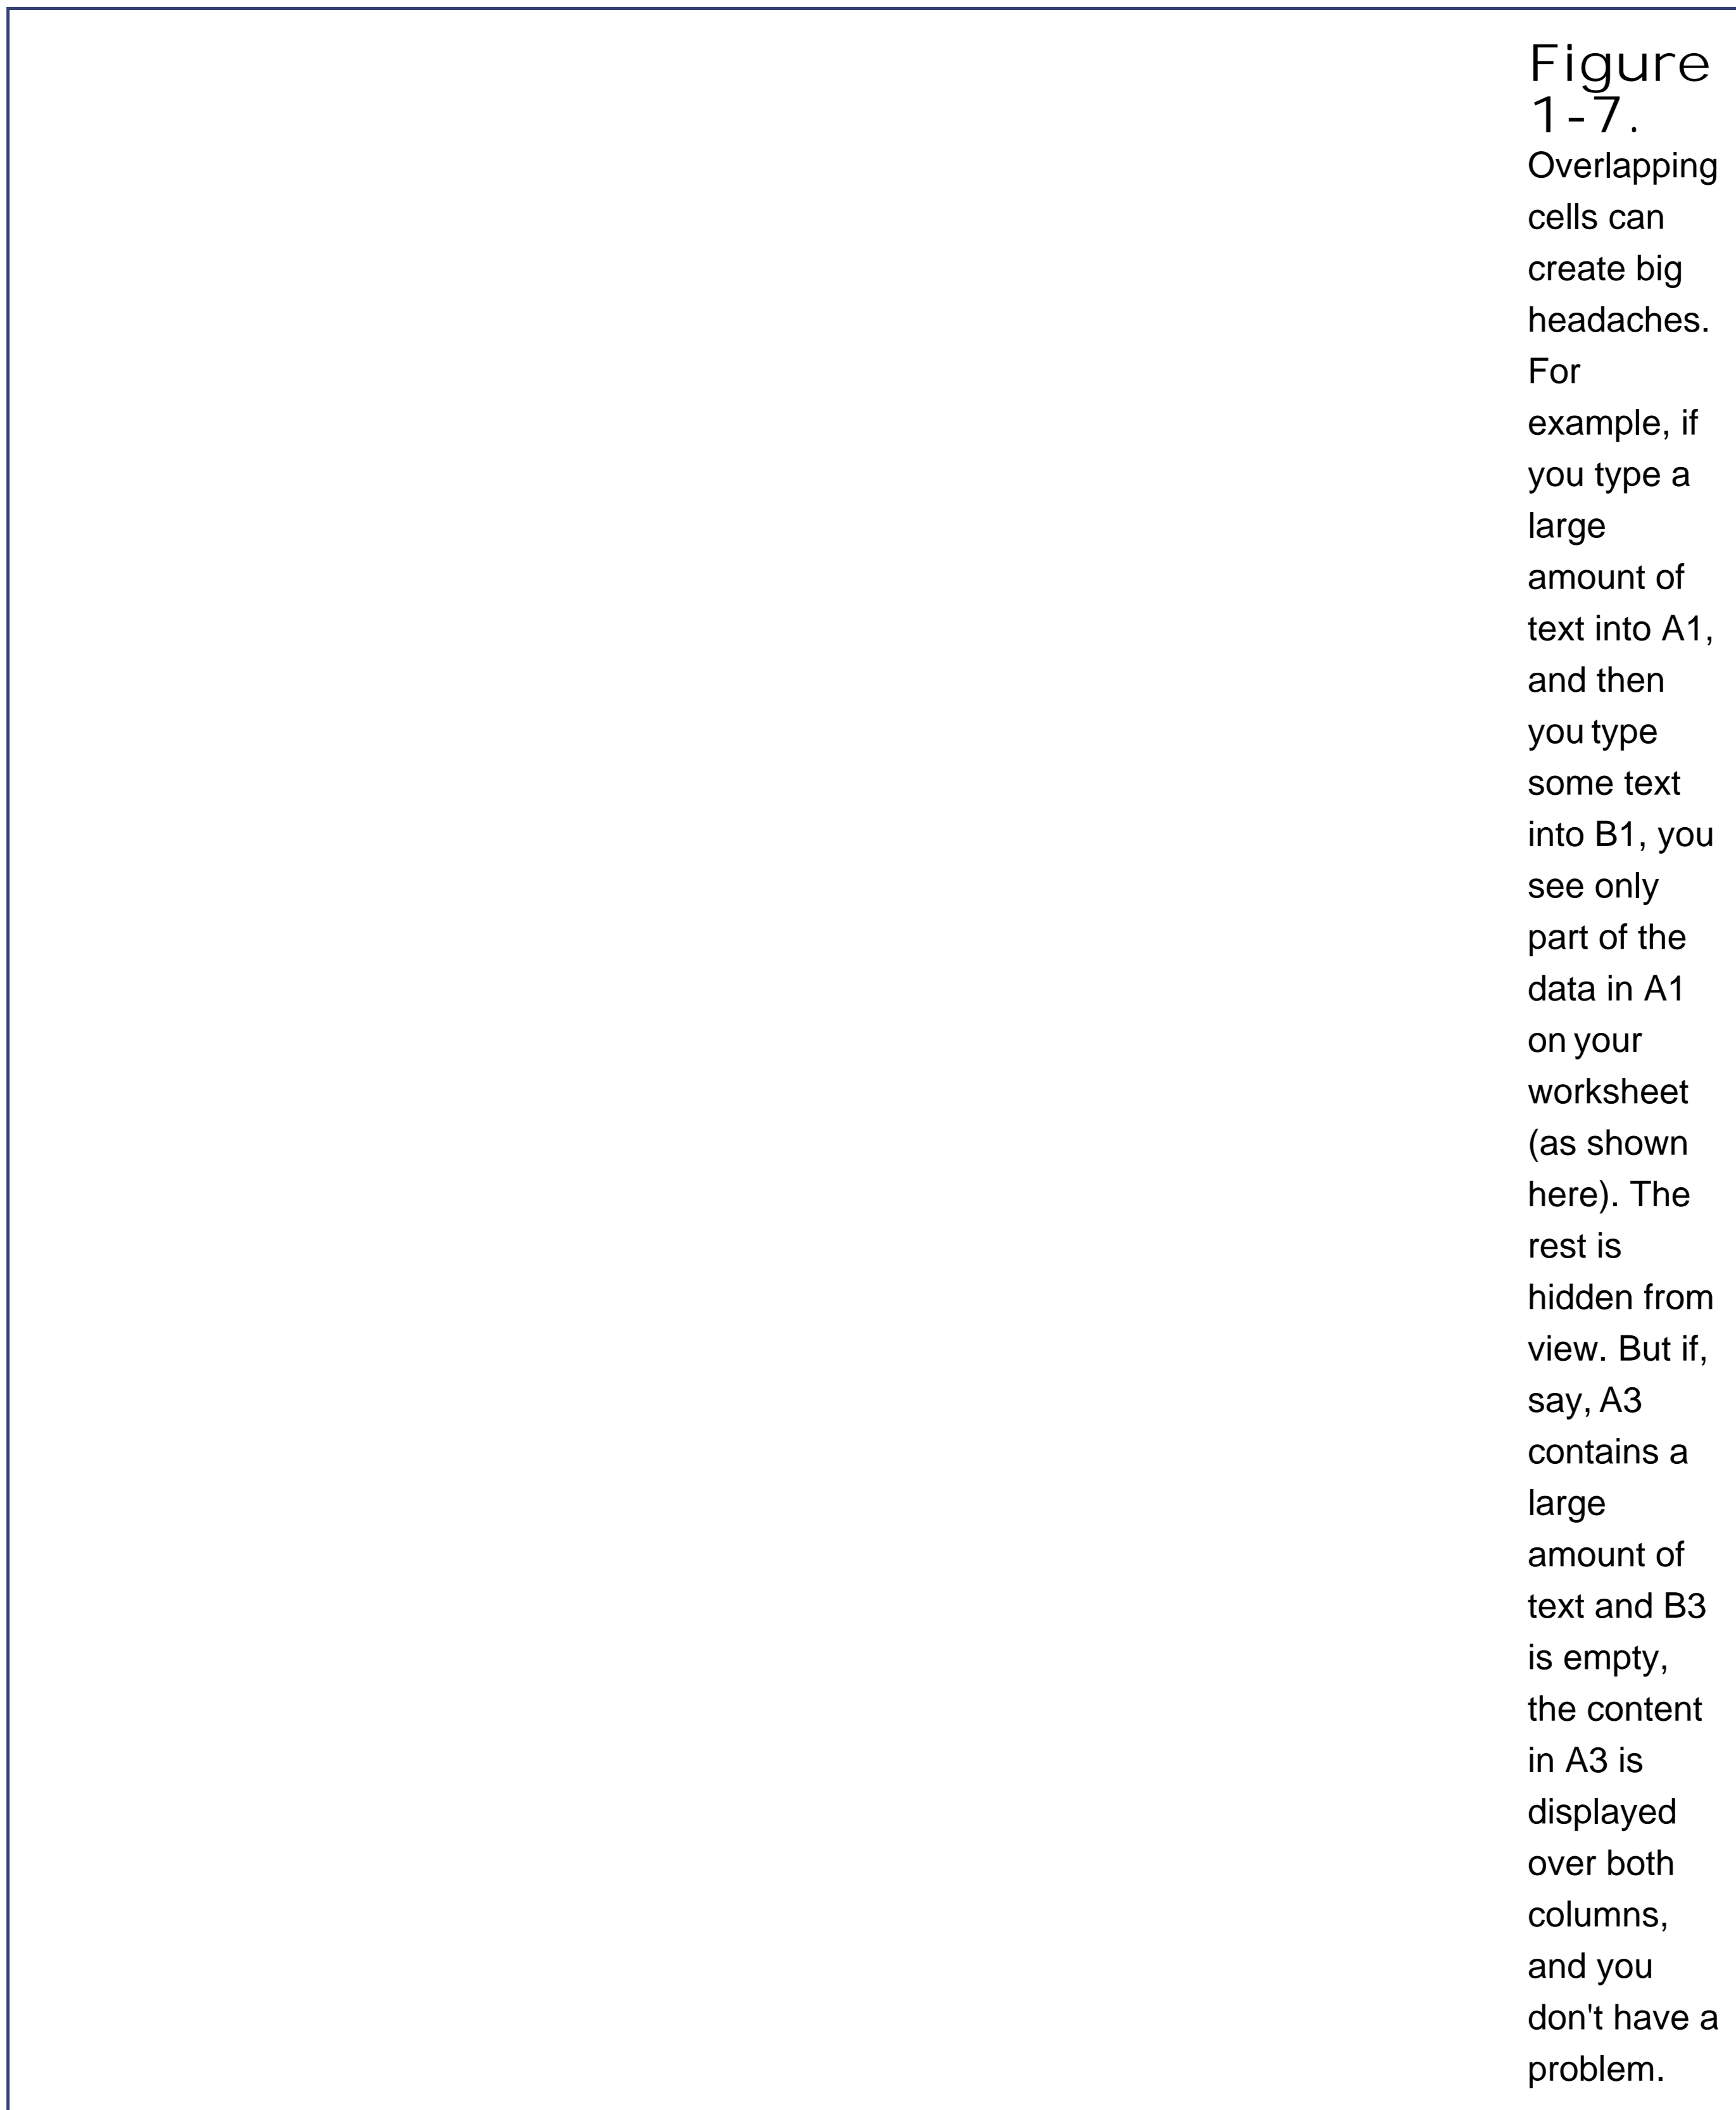 Figure
1-7.
Overlapping
cells can
create big
headaches.
For
example, if
you type a
large
amount of
text into A1,
and then
you type
some text
into B1, you
see only
part of the
data in A1
on your
worksheet
(as shown
here). The
rest is
hidden from
view. But if,
say, A3
contains a
large
amount of
text and B3
is empty,
the content
in A3 is
displayed
over both
columns,
and you
don't have a
problem.